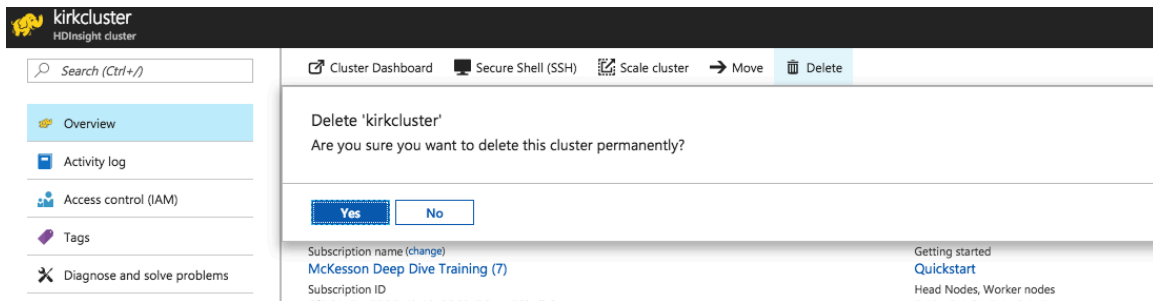 kirkcluster
HDInsight cluster
Search (Ctrl+/)
Overview
Activity log
Access control (IAM)
Tags
Diagnose and solve problems
Cluster Dashboard Secure Shell (SSH) Scale cluster Move Delete
Delete 'kirkcluster'
Are you sure you want to delete this cluster permanently?
Yes No
Subscription name (change)
McKesson Deep Dive Training (7)
Subscription ID
Getting started
Quickstart
Head Nodes, Worker nodes